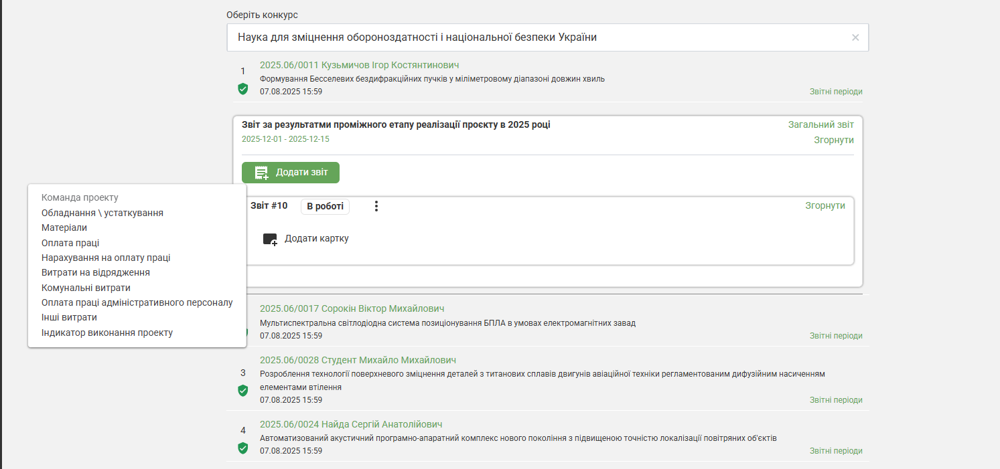 Оберіть конкурс
Наука для зміцнення обороноздатності і національної безпеки України
1
2025.06/0011 Кузьмичов Ігор Костянтинович
Формування Бесселевих бездифракційних пучків у міліметровому діапазоні довжин хвиль
07.08.2025 15:59
Звітні періоди
Звіт за результатми проміжного етапу реалізації проєкту в 2025 році
Загальний звіт
2025-12-01 - 2025-12-15
Згорнути
Додати звіт
Звіт #10
В роботі
Згорнути
Додати картку
Команда проекту
Обладнання \ устаткування
Матеріали
Оплата праці
Нарахування на оплату праці
Витрати на відрядження
Комунальні витрати
Оплата праці адміністративного персоналу
Інші витрати
Індикатор виконання проекту
2025.06/0017 Сорокін Віктор Михайлович
Мультиспектральна світлодіодна система позиціонування БПЛА в умовах електромагнітних завад
07.08.2025 15:59
Звітні періоди
3
2025.06/0028 Студент Михайло Михайлович
Розроблення технології поверхневого зміцнення деталей з титанових сплавів двигунів авіаційної техніки регламентованим дифузійним насиченням
елементами втілення
07.08.2025 15:59
Звітні періоди
4
2025.06/0024 Найда Сергій Анатолійович
Автоматизований акустичний програмно-апаратний комплекс нового покоління з підвищеною точністю локалізації повітряних об'єктів
07.08.2025 15:59
Звітні періоди